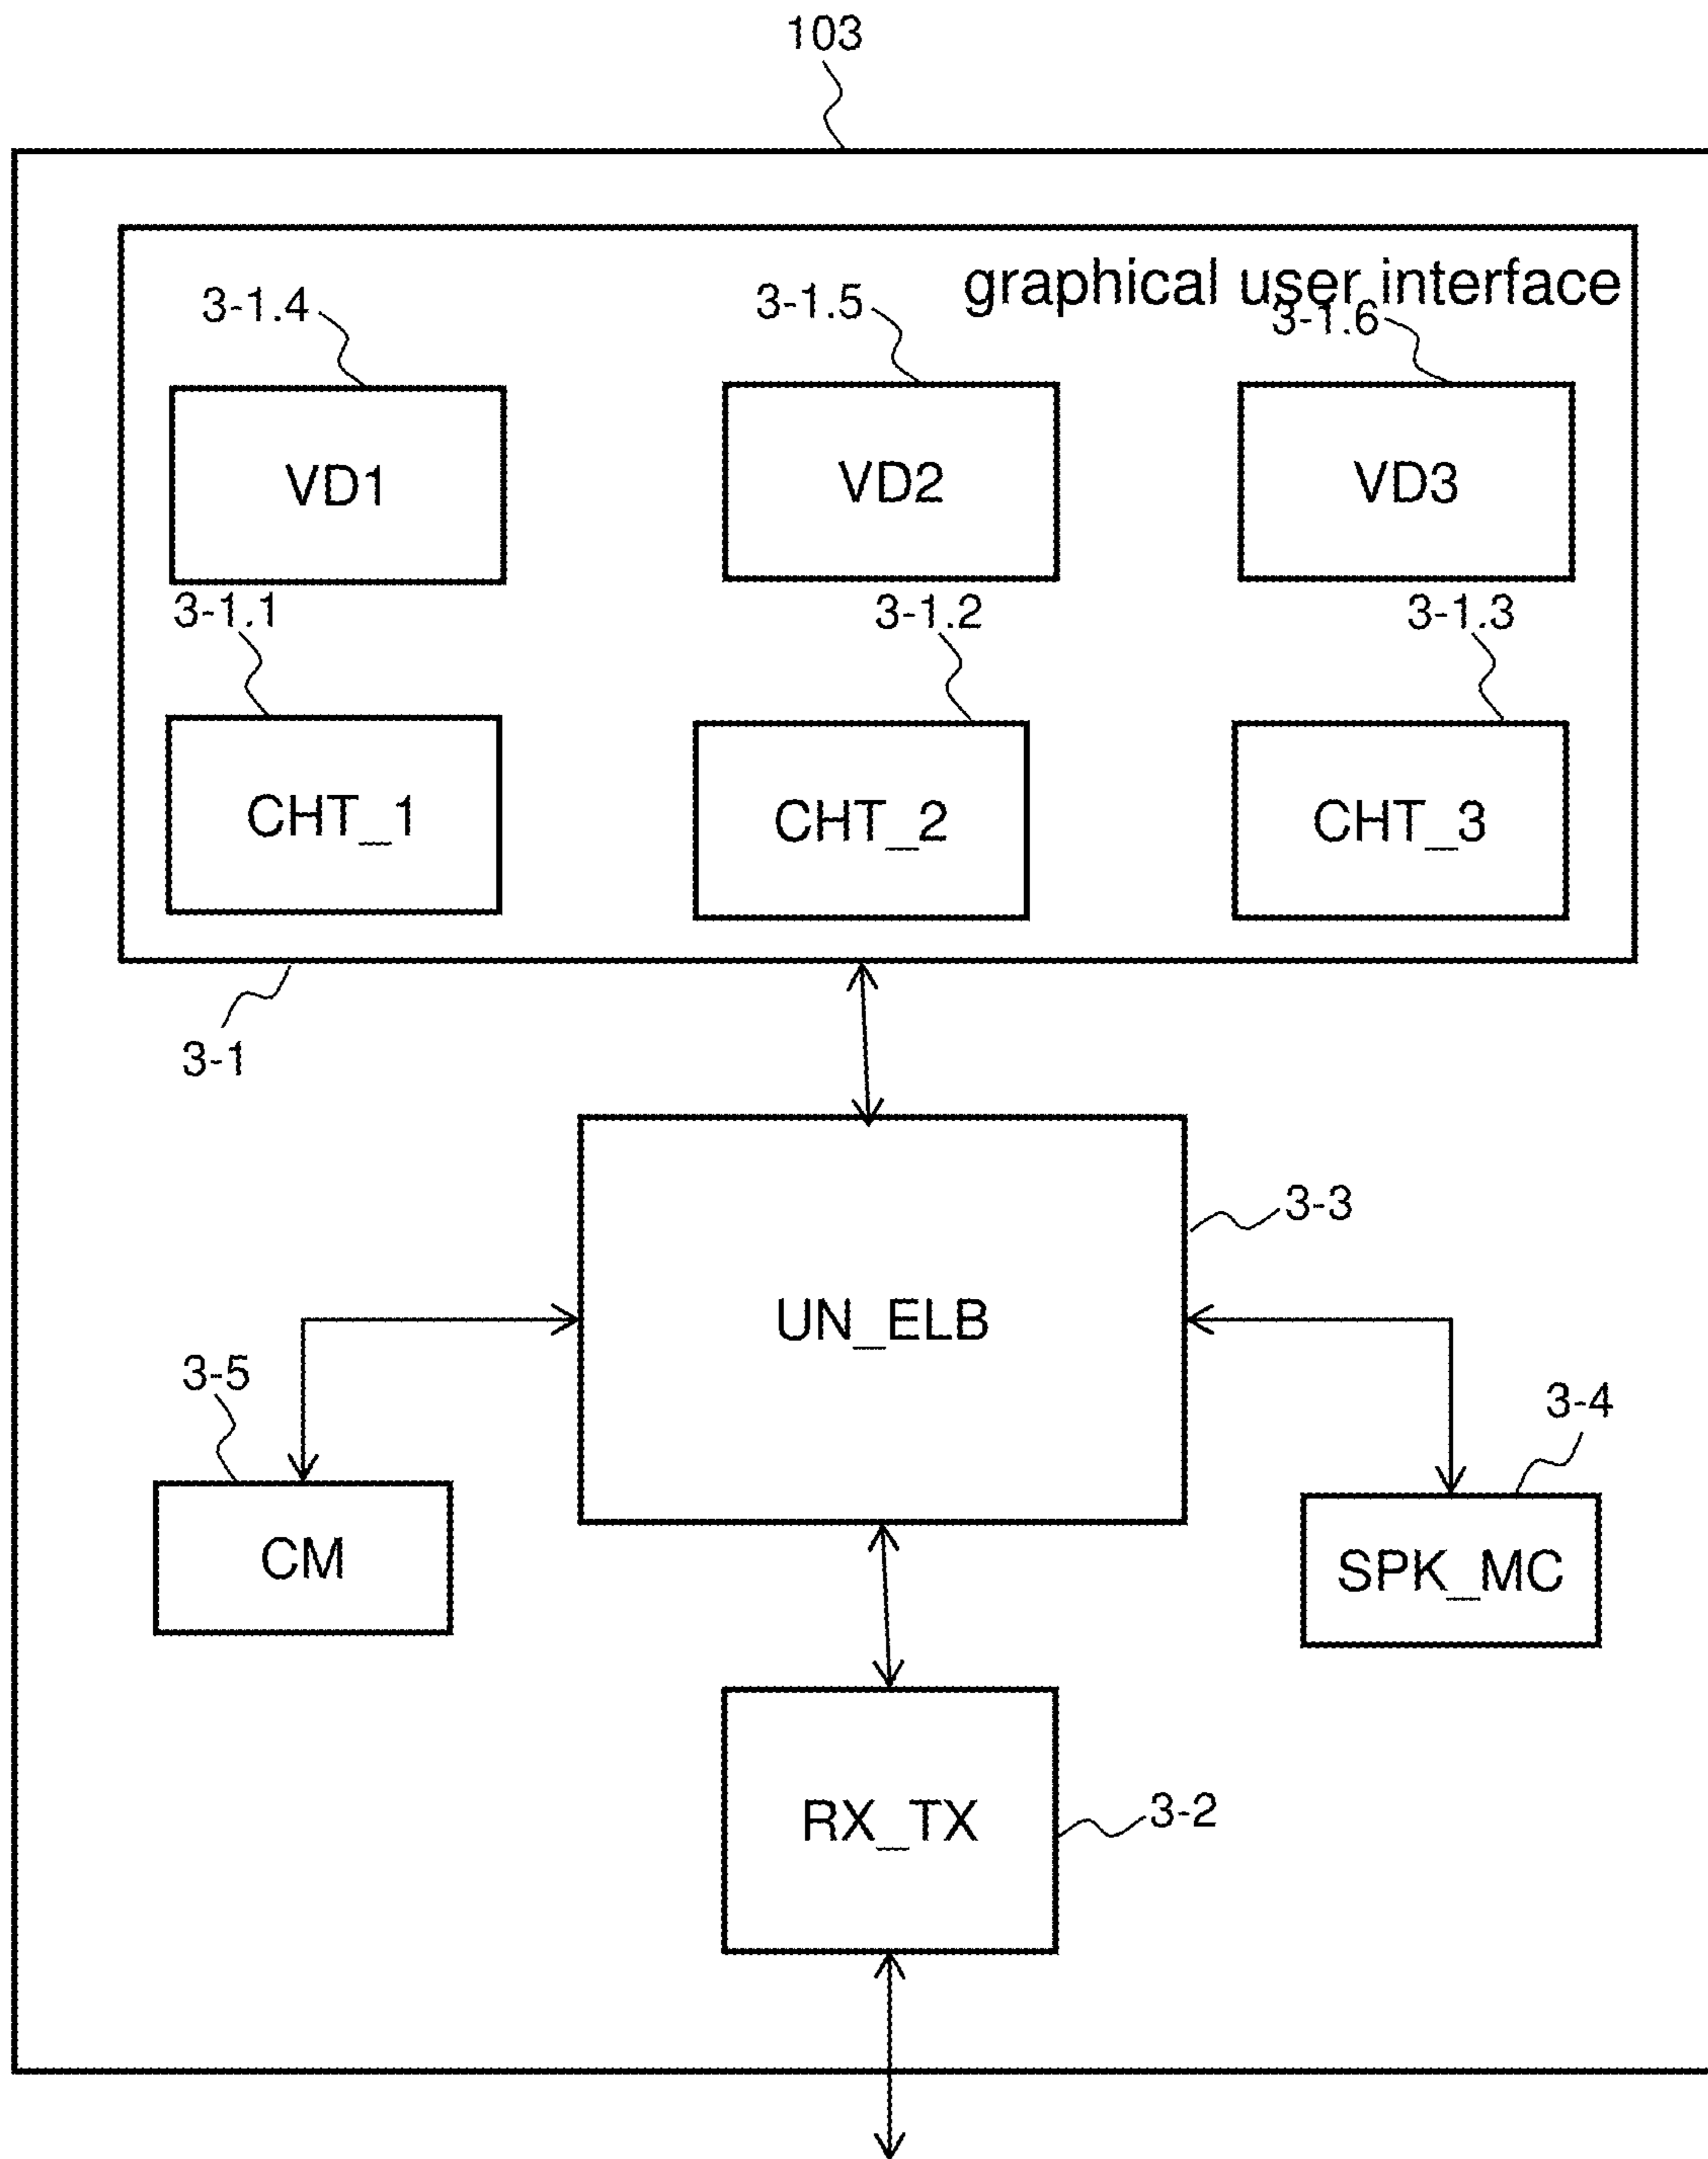 103
graphical user interface
3-1.4
3-1.5
3-1.6
VD1
VD2
VD3
3-1.1
3-1.2
3-1.3
CHT_1
CHT_2
CHT_3
3-1
3-3
UN_ELB
3-5
3-4
CM
SPK_MC
RX_TX
3-2